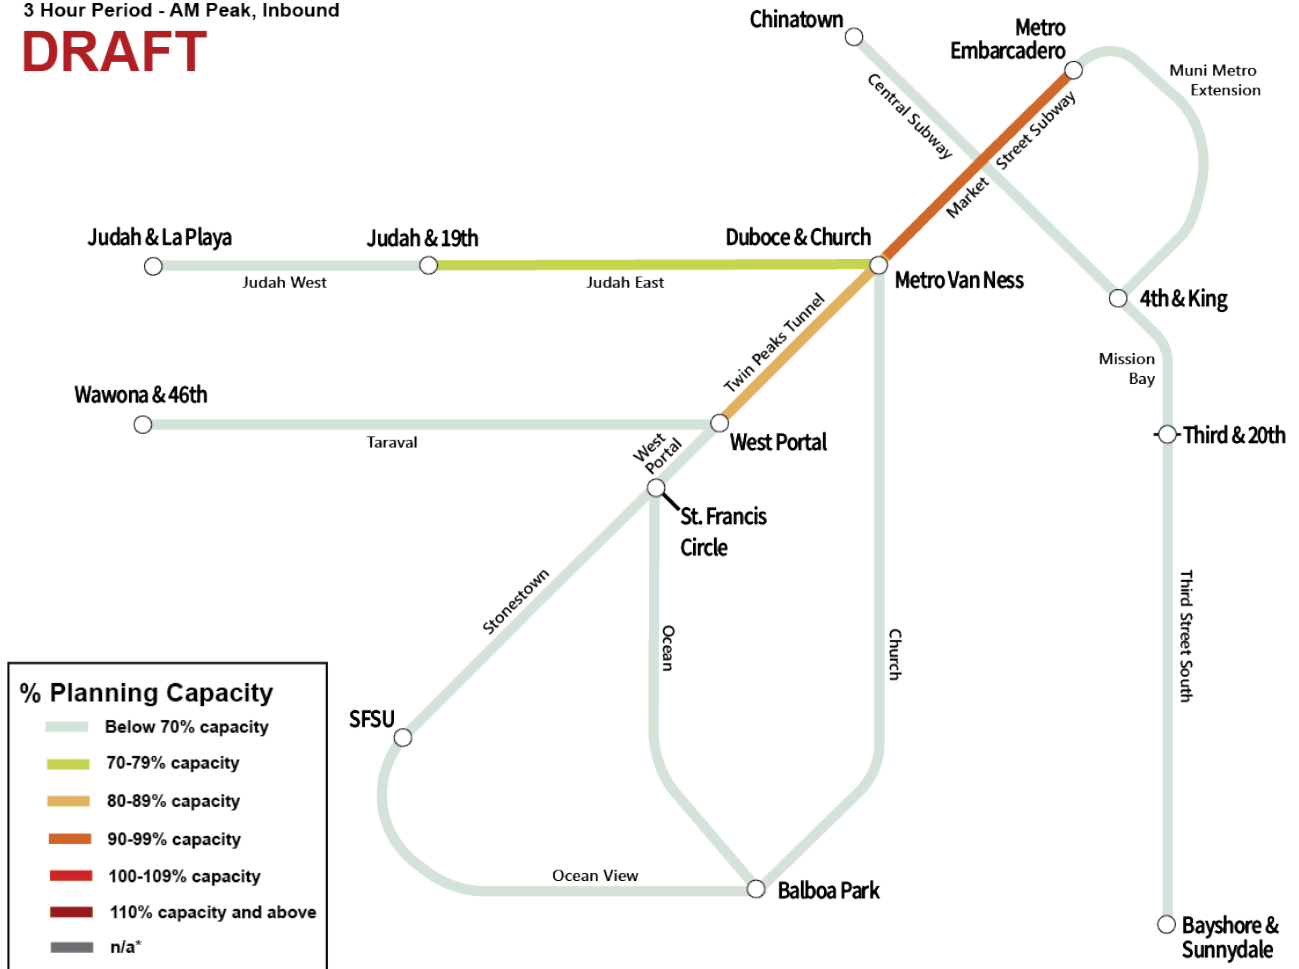 3 Hour Period - AM Peak, Inbound
DRAFT
Chinatown
Metro
Embarcadero
Muni Metro
Extension
Central Subway
Market Street Subway
Judah & La Playa
Judah & 19th
Duboce & Church
Judah West
Judah East
Metro Van Ness
4th & King
Twin Peaks Tunnel
Mission
Bay
Wawona & 46th
Taraval
West
Portal
West Portal
Third & 20th
St. Francis
Circle
Stonestown
Ocean
Church
Third Street South
% Planning Capacity
Below 70% capacity
70-79% capacity
80-89% capacity
90-99% capacity
100-109% capacity
110% capacity and above
n/a*
SFSU
Ocean View
Balboa Park
Bayshore &
Sunnydale